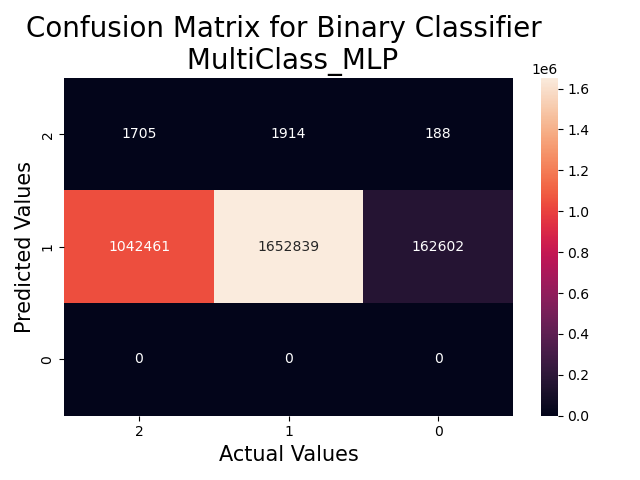 Confusion Matrix for Binary Classifier
MultiClass_MLP
1e6
Predicted Values
2
1705 1914 188
1
1042461 1652839 162602
0
0 0 0
2 1 0
Actual Values
1.6
1.4
1.2
1.0
0.8
0.6
0.4
0.2
0.0